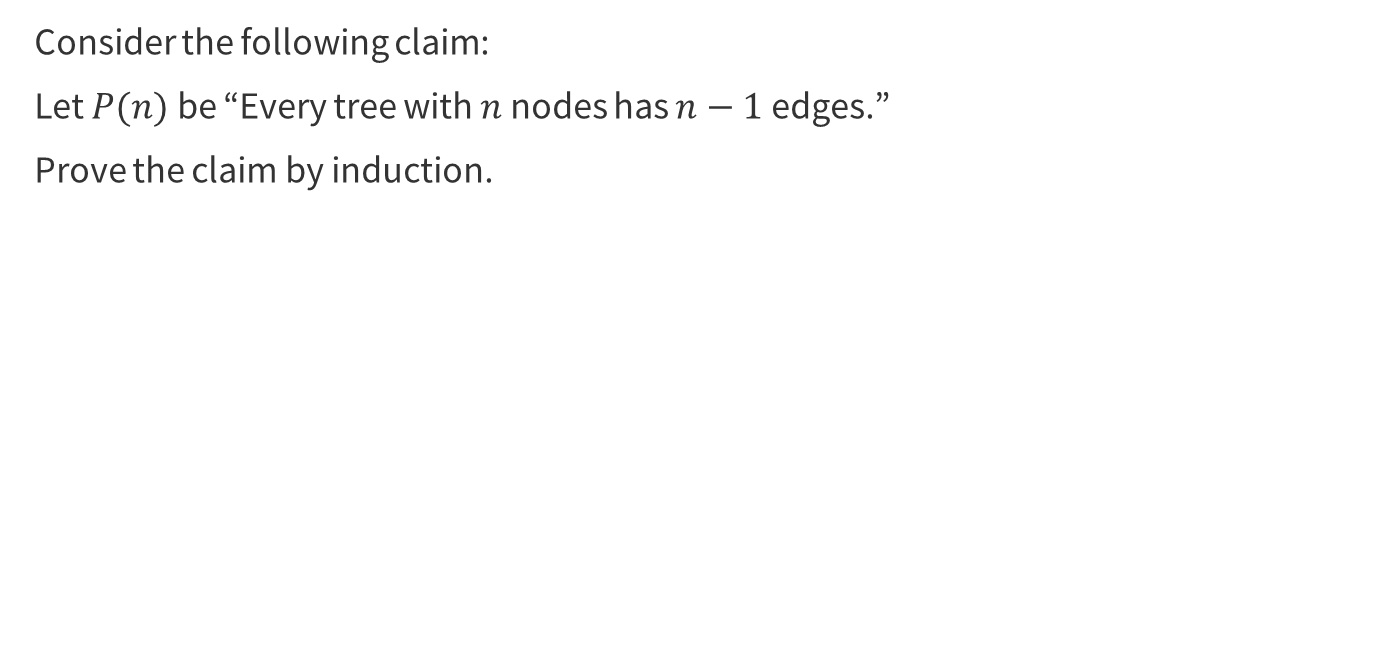 Consider the following claim:
Let P(n) be “Every tree with n nodes has n − 1 edges.”
Prove the claim by induction.